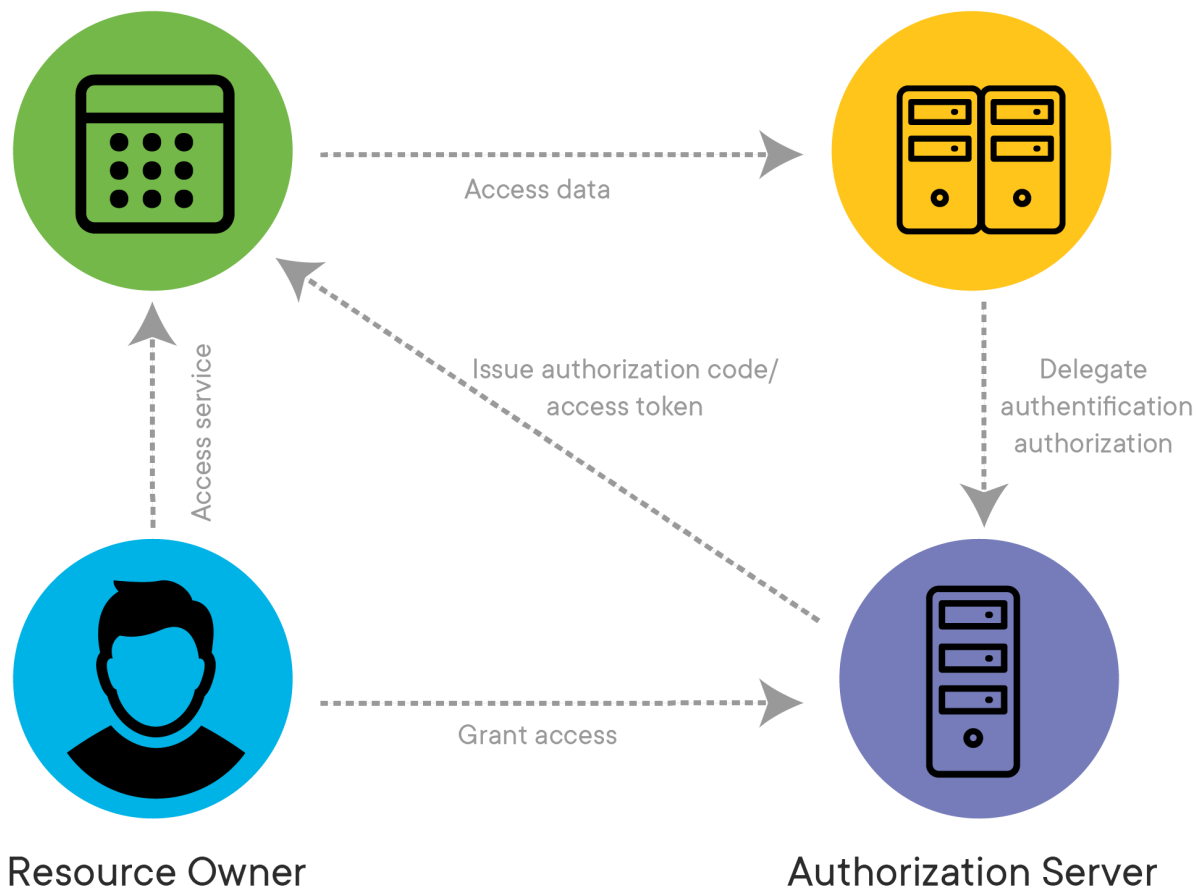 Access data
Access service
Issue authorization code/
access token
Delegate
authentification
authorization
Grant access
Resource Owner
Authorization Server